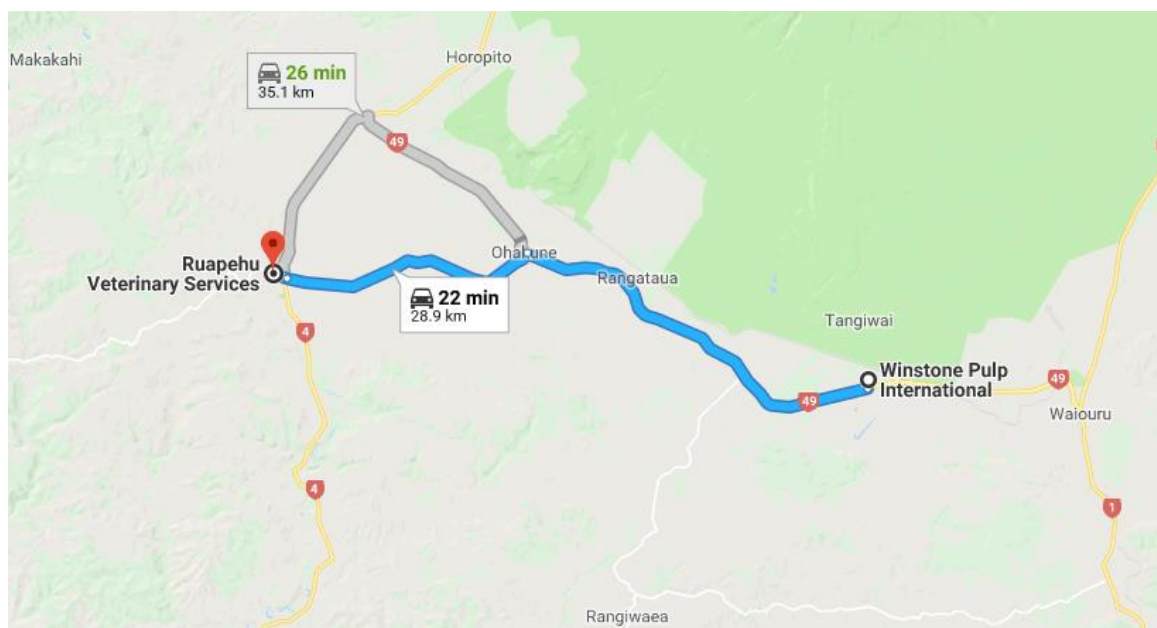 Makakahi
Horopito
26 min
35.1 km
49
Ohakune
Ruapehu
Veterinary Services
22 min
28.9 km
Rangataua
4
Tangiwai
Winstone Pulp
International
49
49
Waiouru
4
1
Rangiwaea